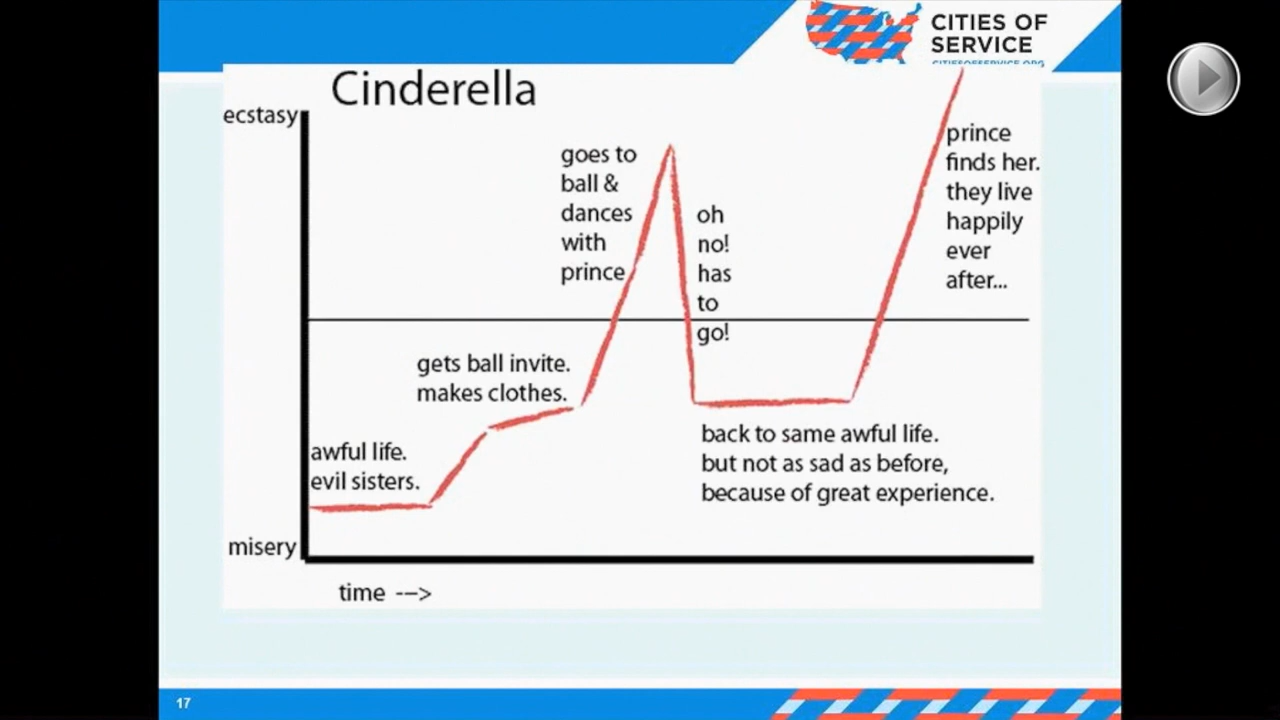 CITIES OF
SERVICE
CITIESOFSERVICE.ORG
Cinderella
ecstasy
goes to
ball &
dances
with
prince
oh
no!
has
to
go!
prince
finds her.
they live
happily
ever
after...
gets ball invite.
makes clothes.
awful life.
evil sisters.
back to same awful life.
but not as sad as before,
because of great experience.
misery
time -->
17